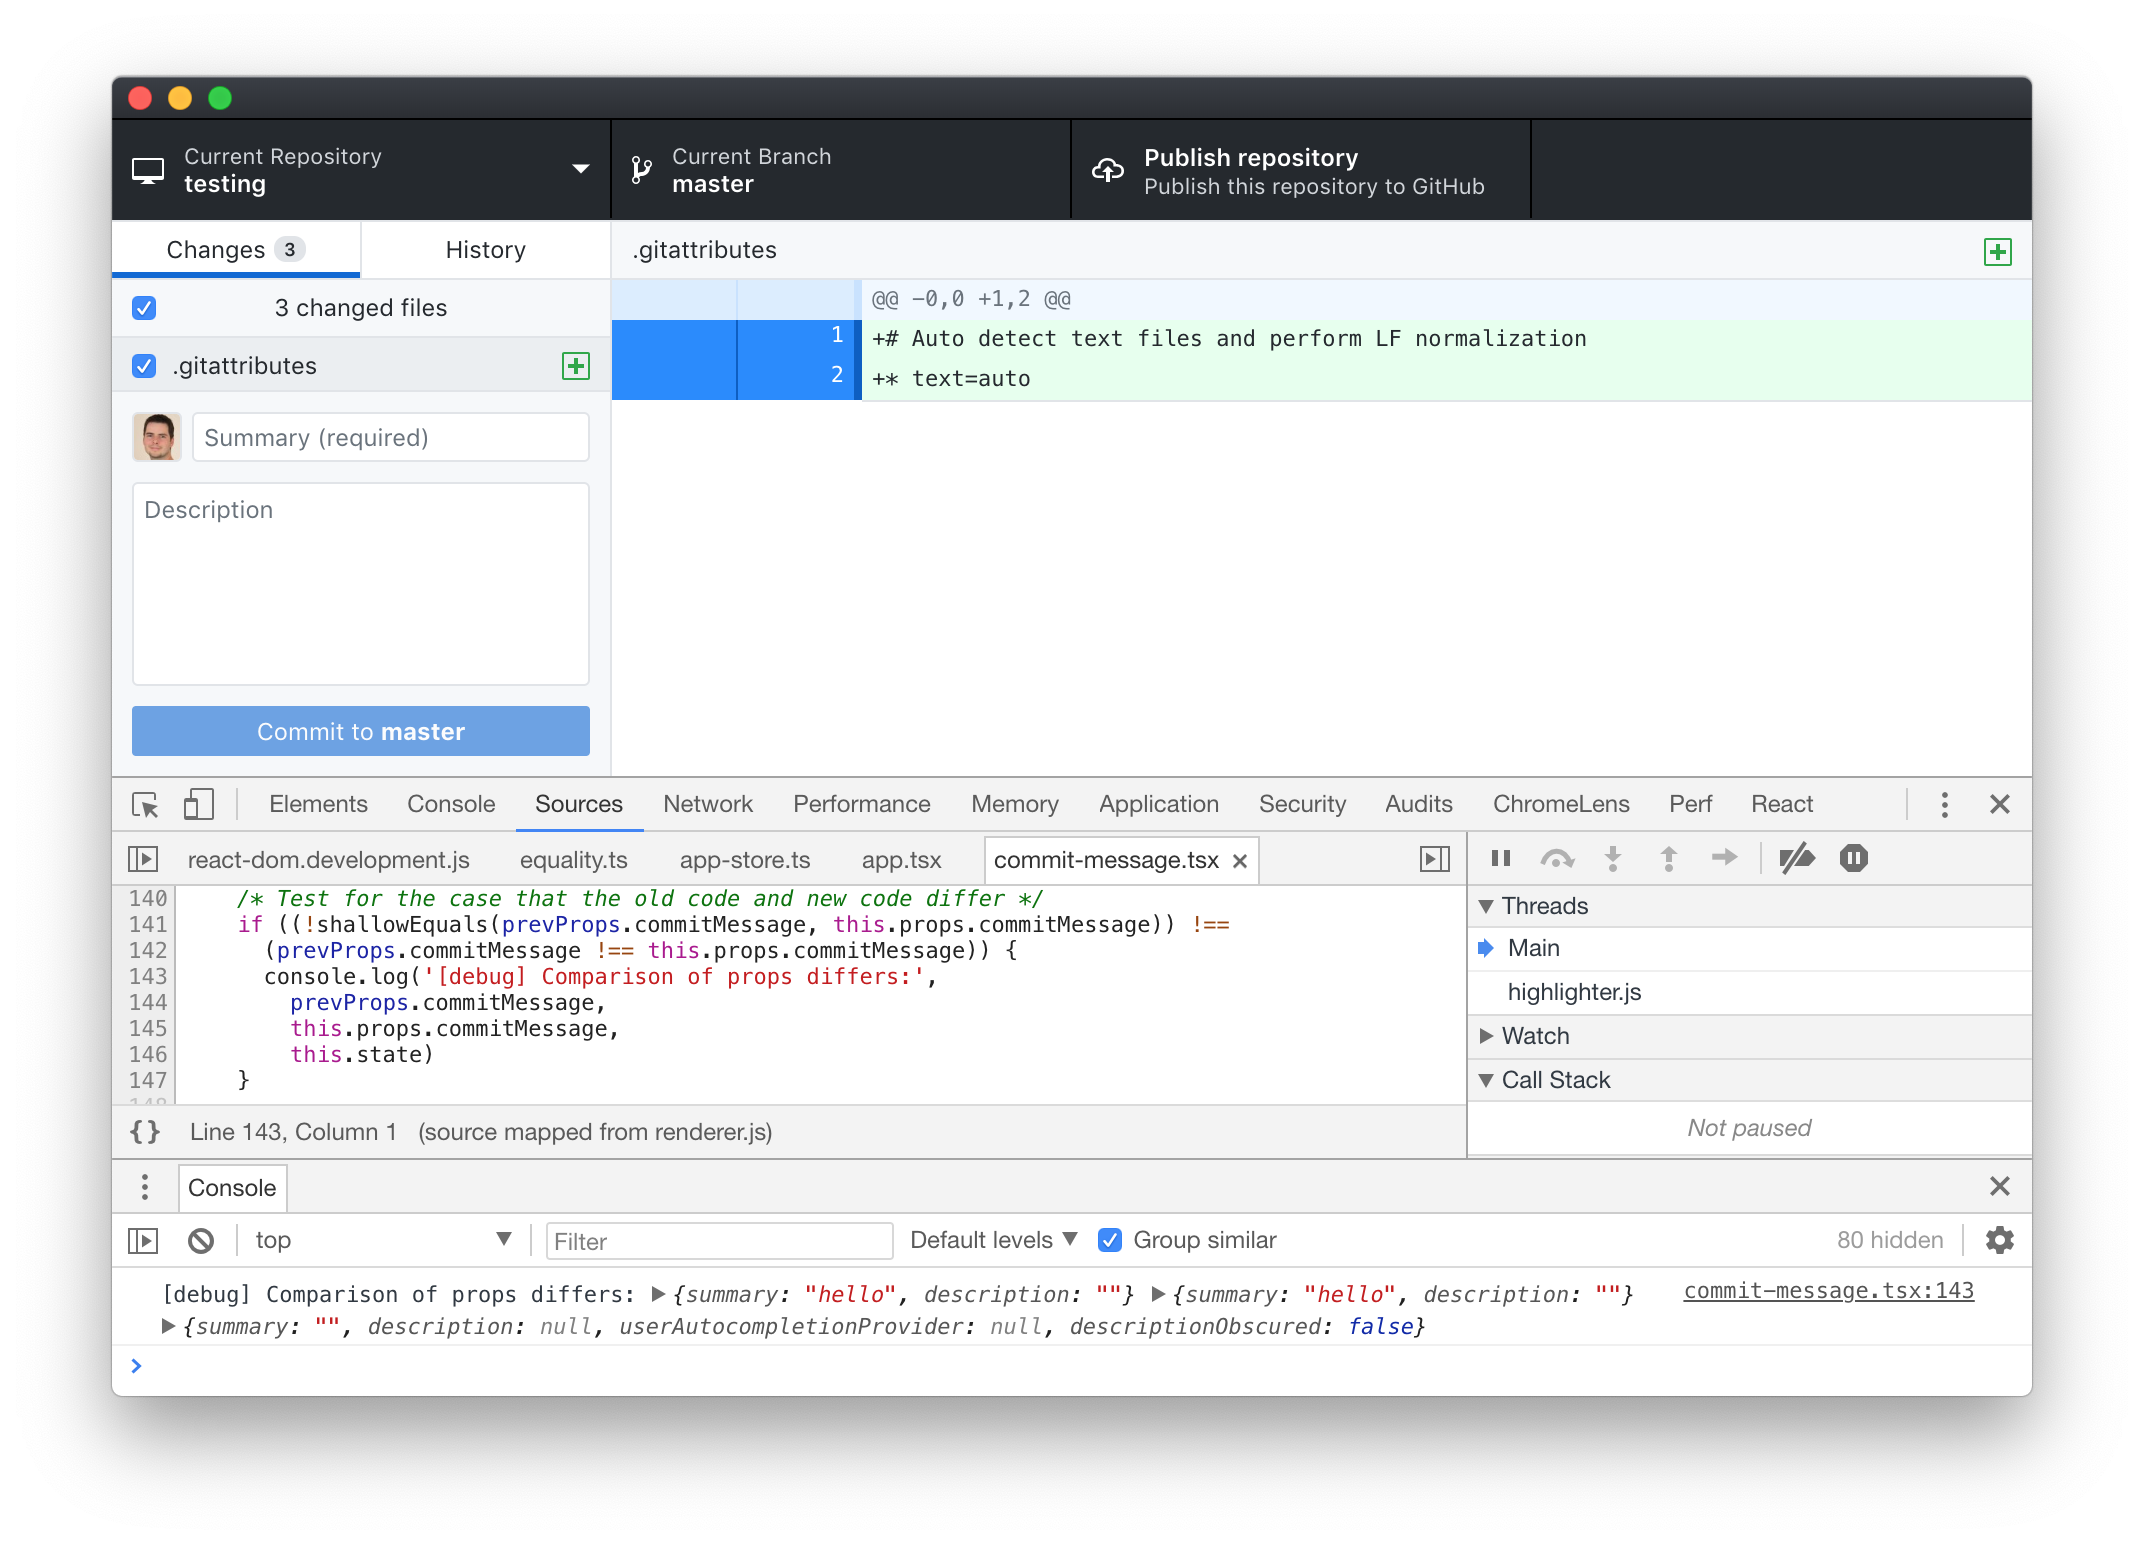 Current Repository
testing
Current Branch
master
Publish repository
Publish this repository to GitHub
Changes 3
History
.gitattributes
3 changed files
.gitattributes
@@ -0,0 +1,2 @@
1 +# Auto detect text files and perform LF normalization
2 +* text=auto
Summary (required)
Description
Commit to master
Elements Console Sources Network Performance Memory Application Security Audits ChromeLens Perf React
react-dom.development.js equality.ts app-store.ts app.tsx commit-message.tsx
140 /* Test for the case that the old code and new code differ */
141 if ((!shallowEquals(prevProps.commitMessage, this.props.commitMessage)) !==
142 (prevProps.commitMessage !== this.props.commitMessage)) {
143 console.log('[debug] Comparison of props differs:',
144 prevProps.commitMessage,
145 this.props.commitMessage,
146 this.state)
147 }
148
{} Line 143, Column 1 (source mapped from renderer.js)
Threads
Main
highlighter.js
Watch
Call Stack
Not paused
Console
top Filter Default levels Group similar 80 hidden
[debug] Comparison of props differs: {summary: "hello", description: ""} {summary: "hello", description: ""} commit-message.tsx:143
{summary: "", description: null, userAutocompletionProvider: null, descriptionObscured: false}